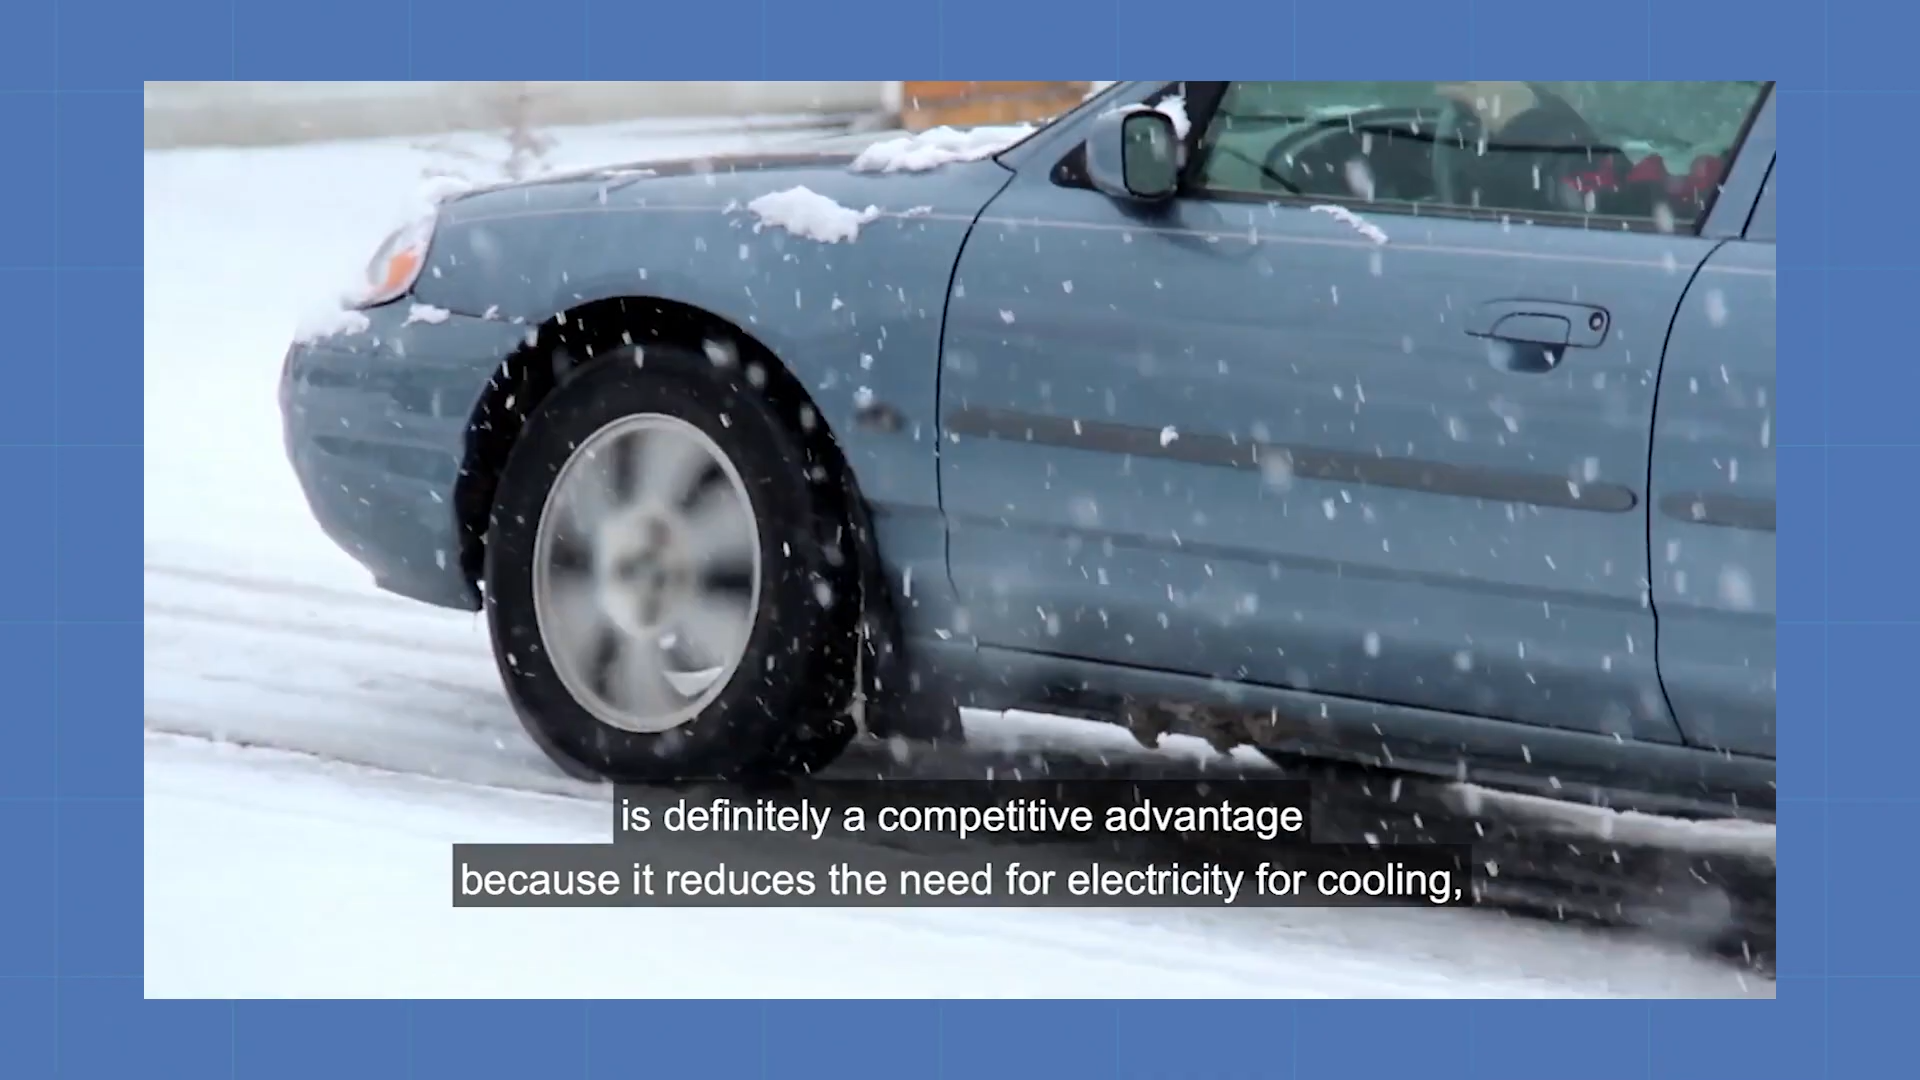 is definitely a competitive advantage
because it reduces the need for electricity for cooling,